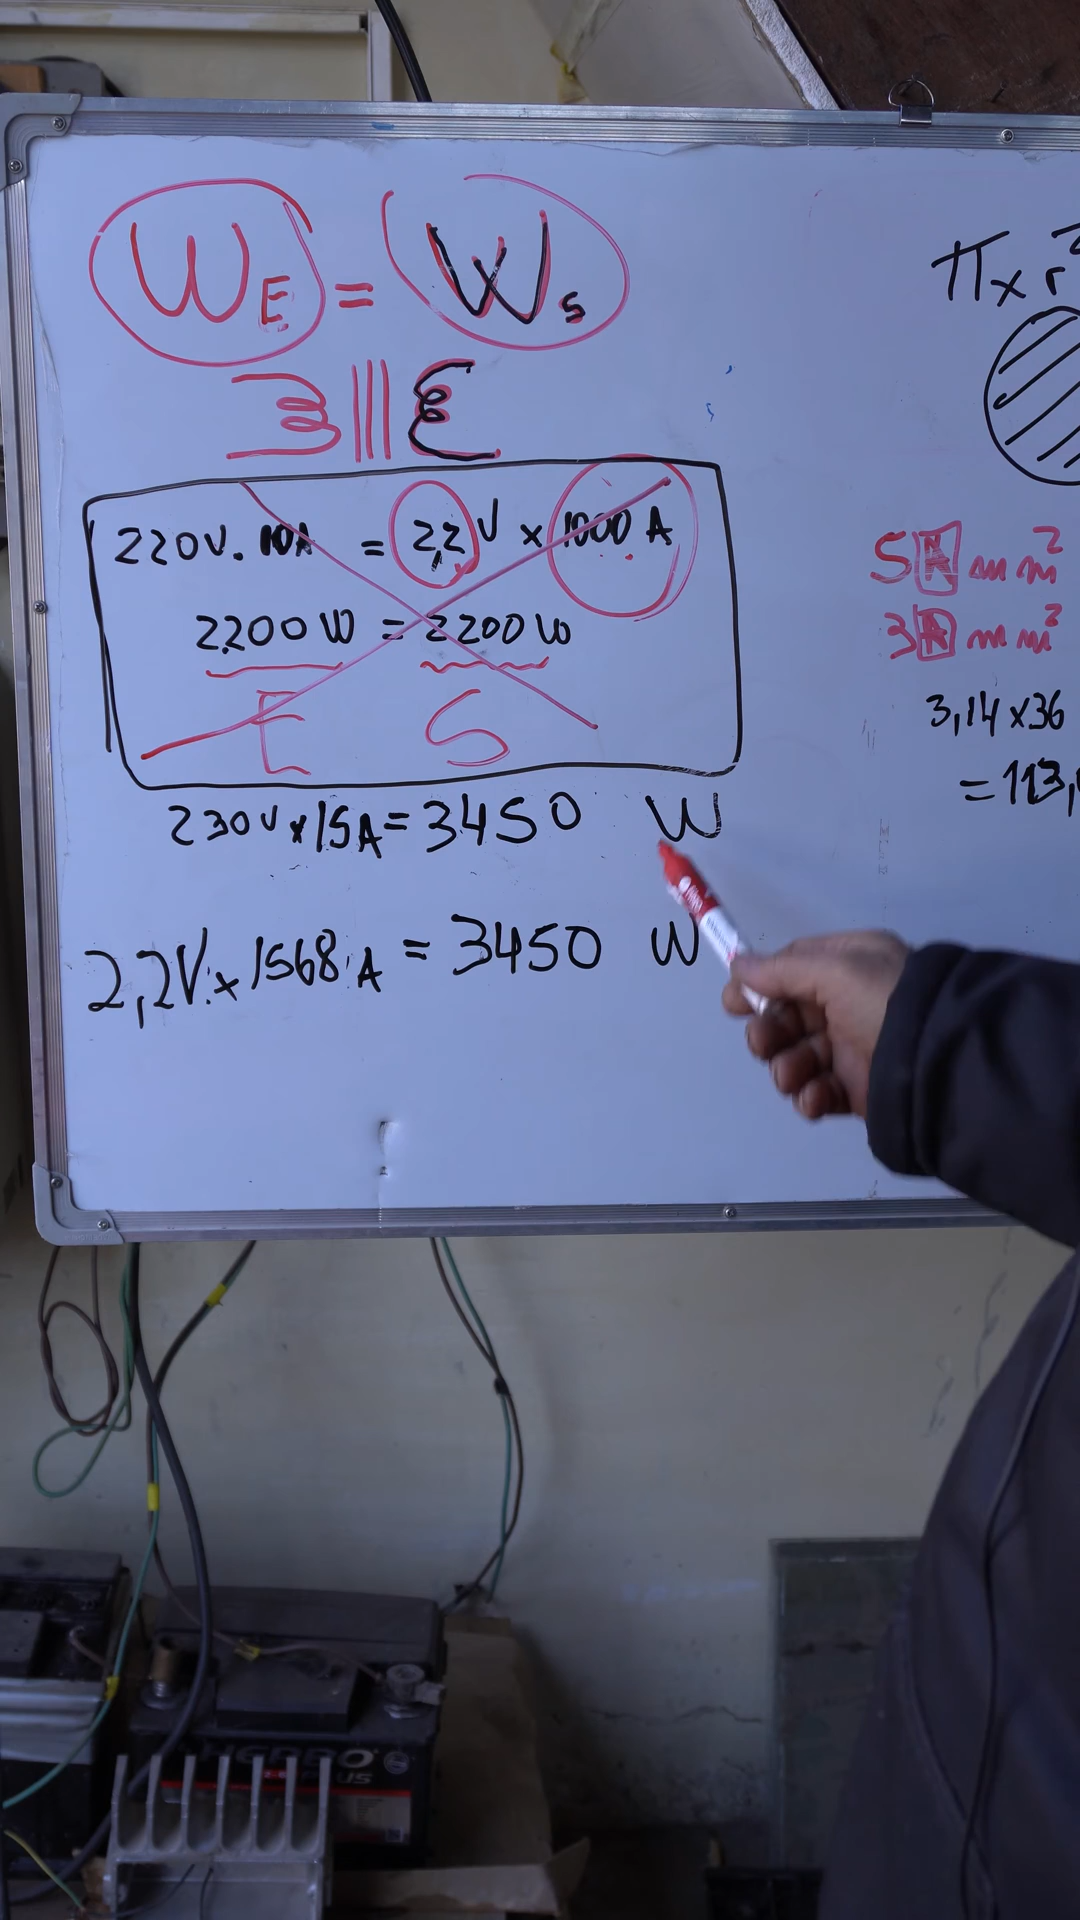 W_E = W_s
220V. 10A = 2,2V x 1000 A
2200 W = 2200 W
E S
230V x 15A = 3450 W
2,2V. x 1568 A = 3450 W
π x r²
5 A mm²
3 A mm²
3,14 x 36
= 113,